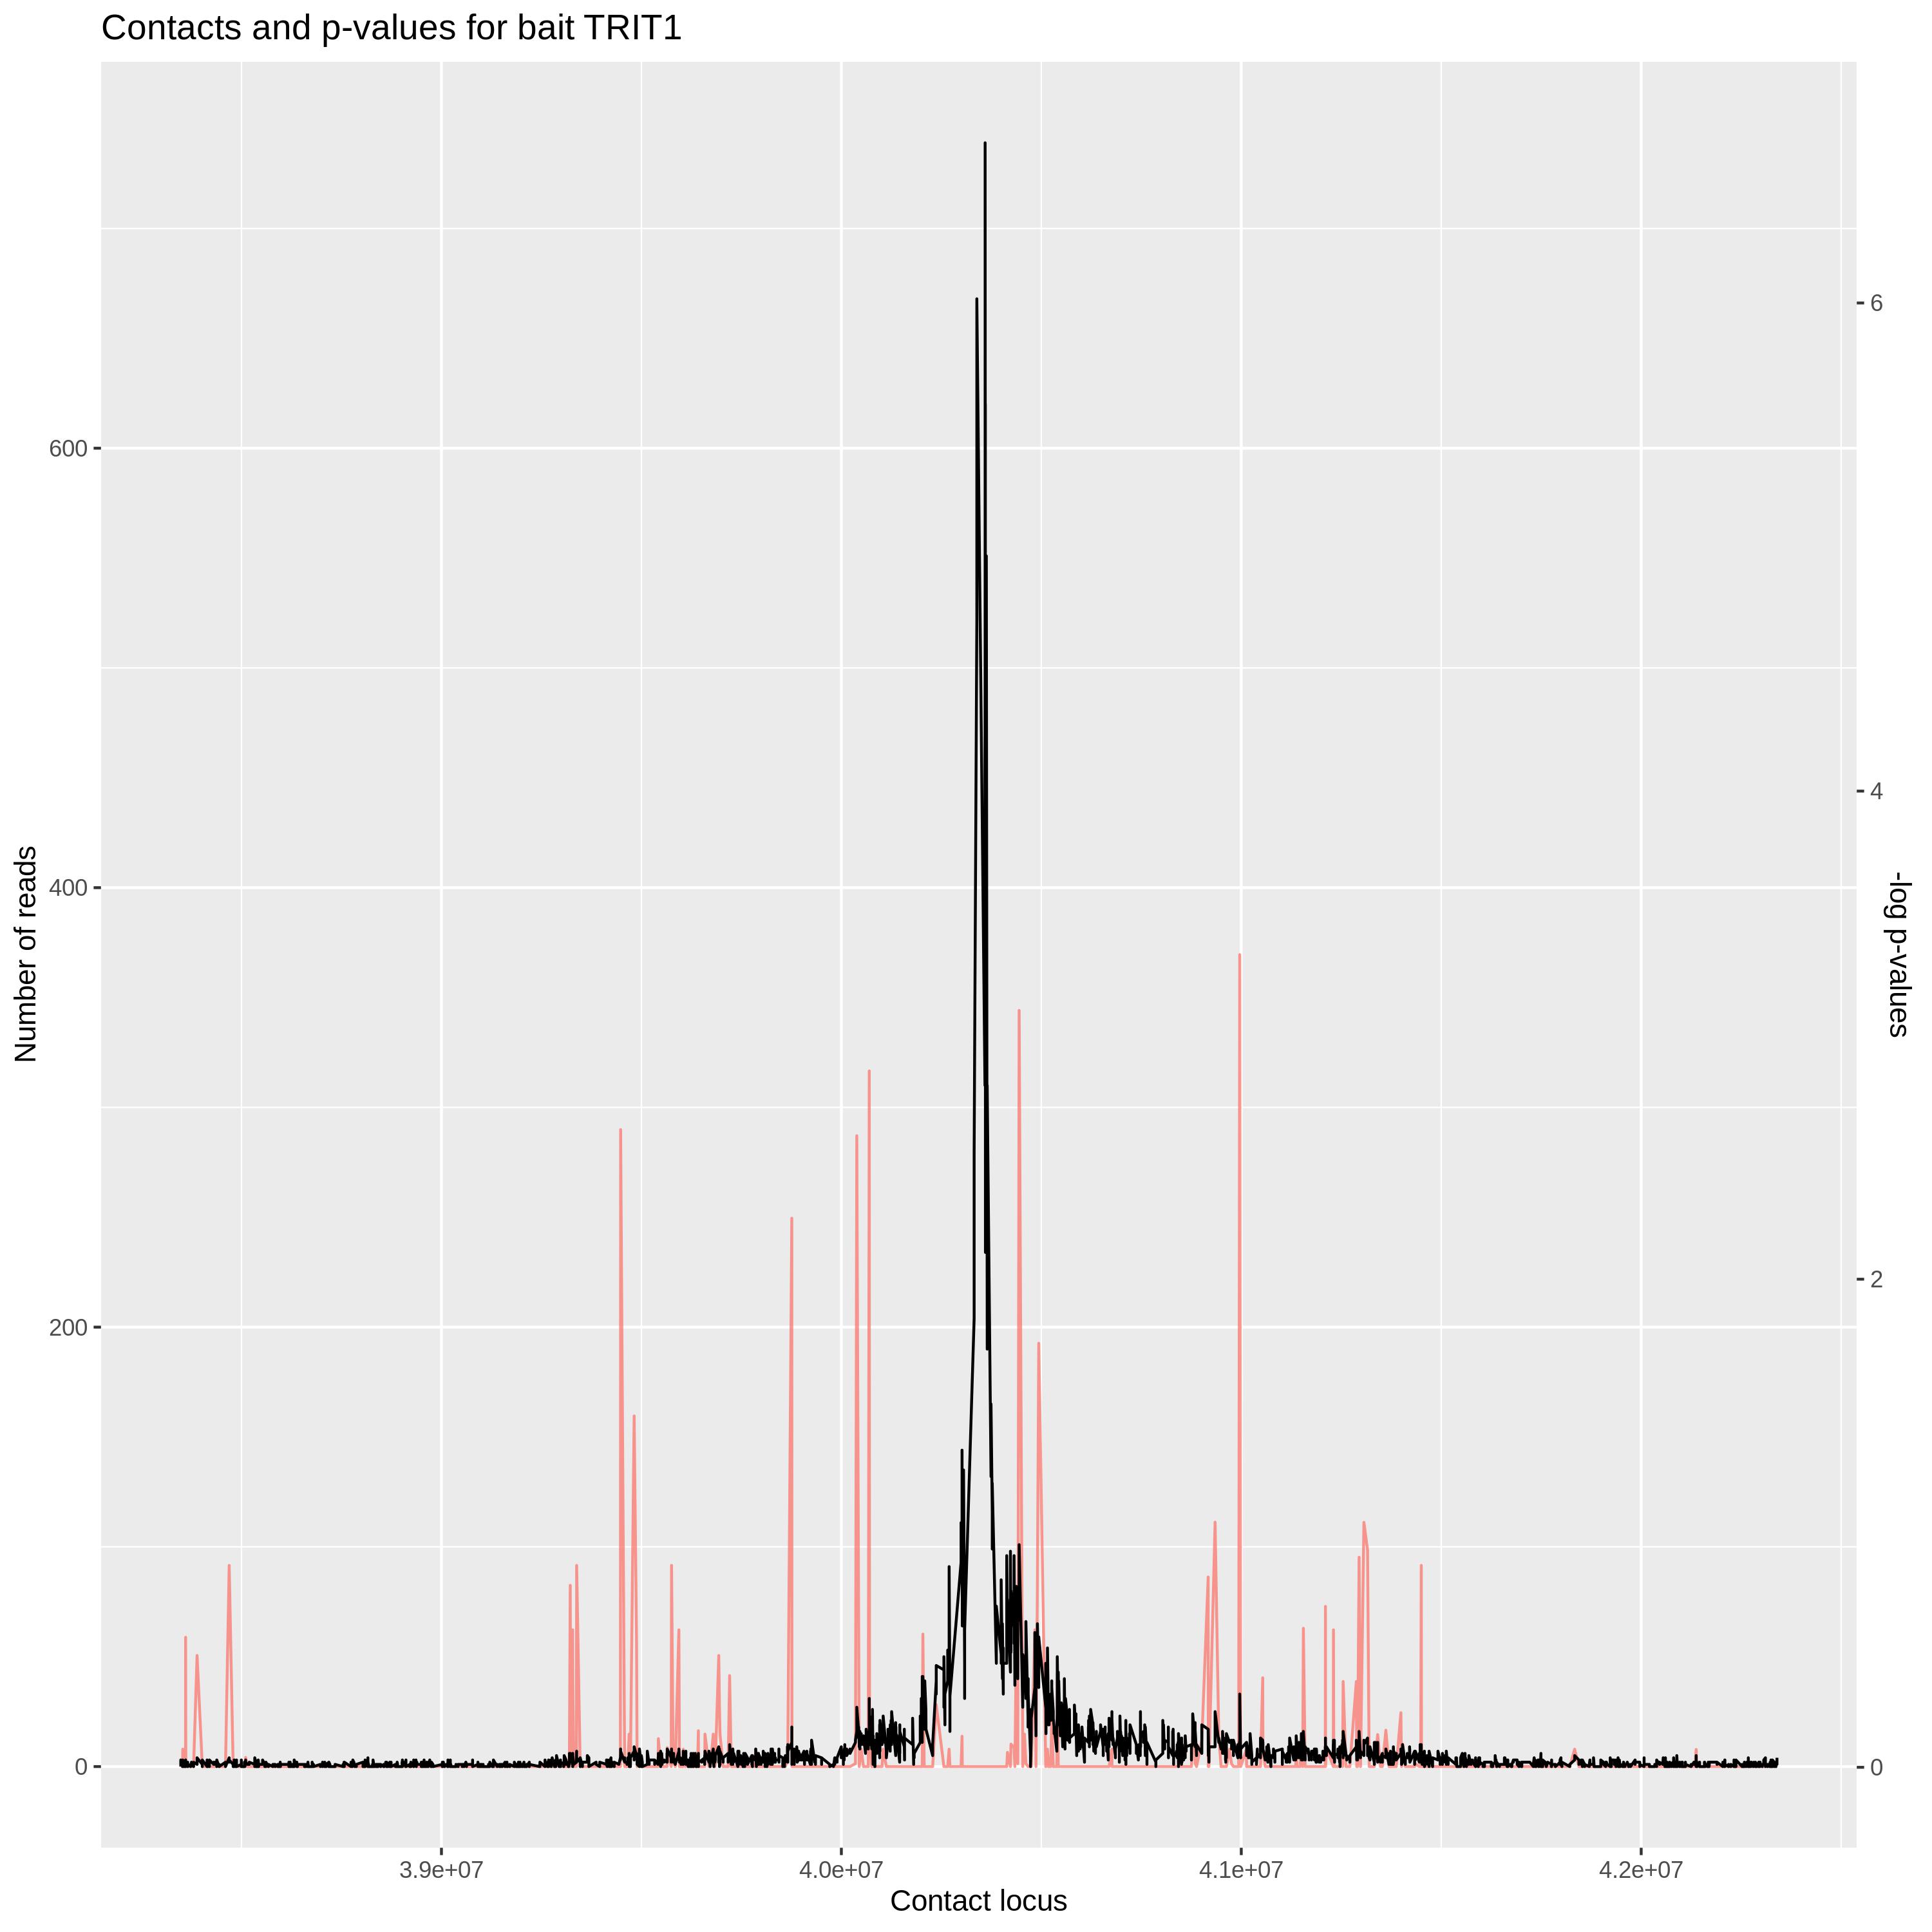 Contacts and p-values for bait TRIT1
Number of reads
600
400
200
0
6
4
2
0
-log p-values
3.9e+07
4.0e+07
4.1e+07
4.2e+07
Contact locus